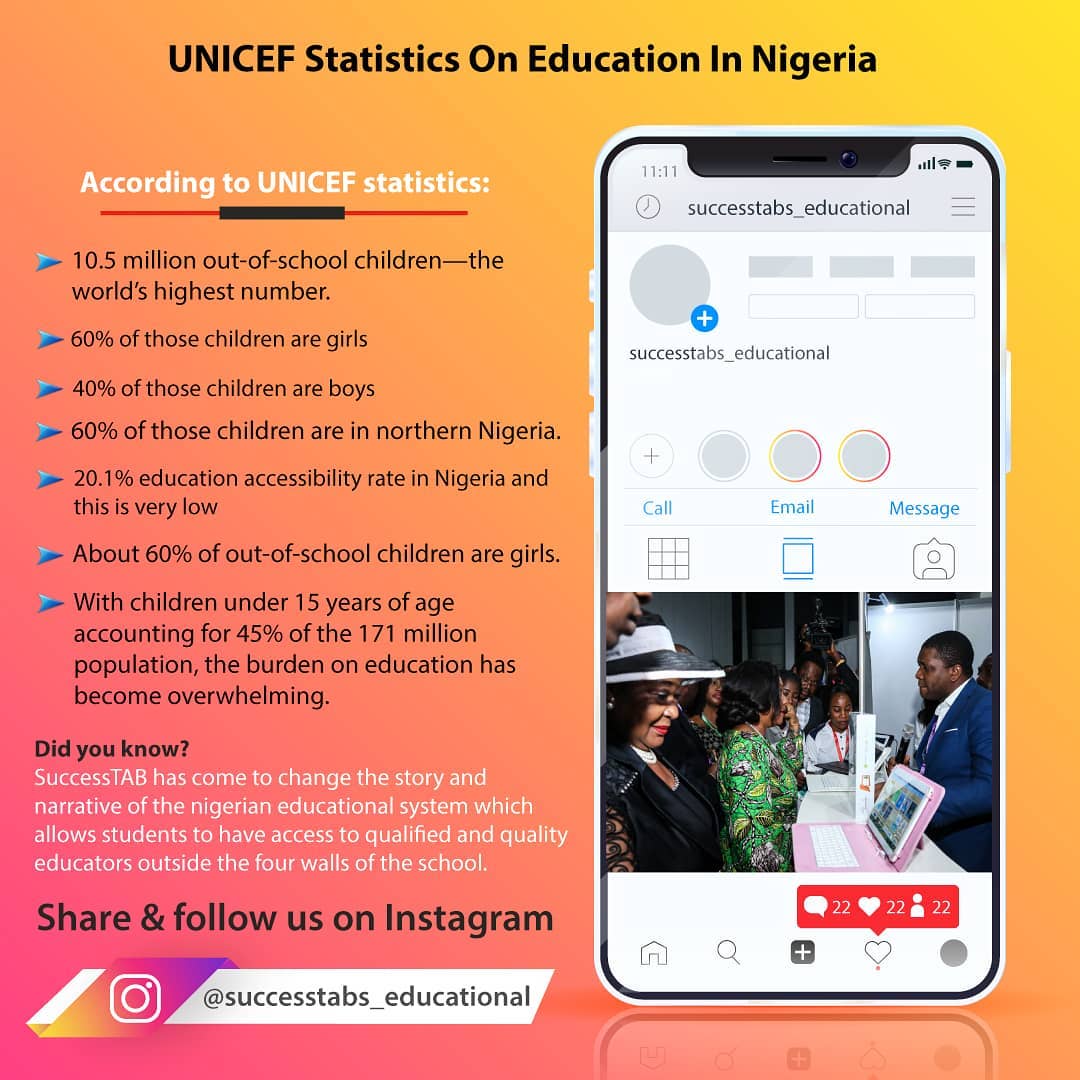 UNICEF Statistics On Education In Nigeria
According to UNICEF statistics:
10.5 million out-of-school children—the
world's highest number.
60% of those children are girls
40% of those children are boys
60% of those children are in northern Nigeria.
20.1% education accessibility rate in Nigeria and
this is very low
About 60% of out-of-school children are girls.
With children under 15 years of age
accounting for 45% of the 171 million
population, the burden on education has
become overwhelming.
Did you know?
SuccessTAB has come to change the story and
narrative of the nigerian educational system which
allows students to have access to qualified and quality
educators outside the four walls of the school.
Share & follow us on Instagram
@successtabs_educational
11:11
successtabs_educational
successtabs_educational
Call Email Message
22 22 22